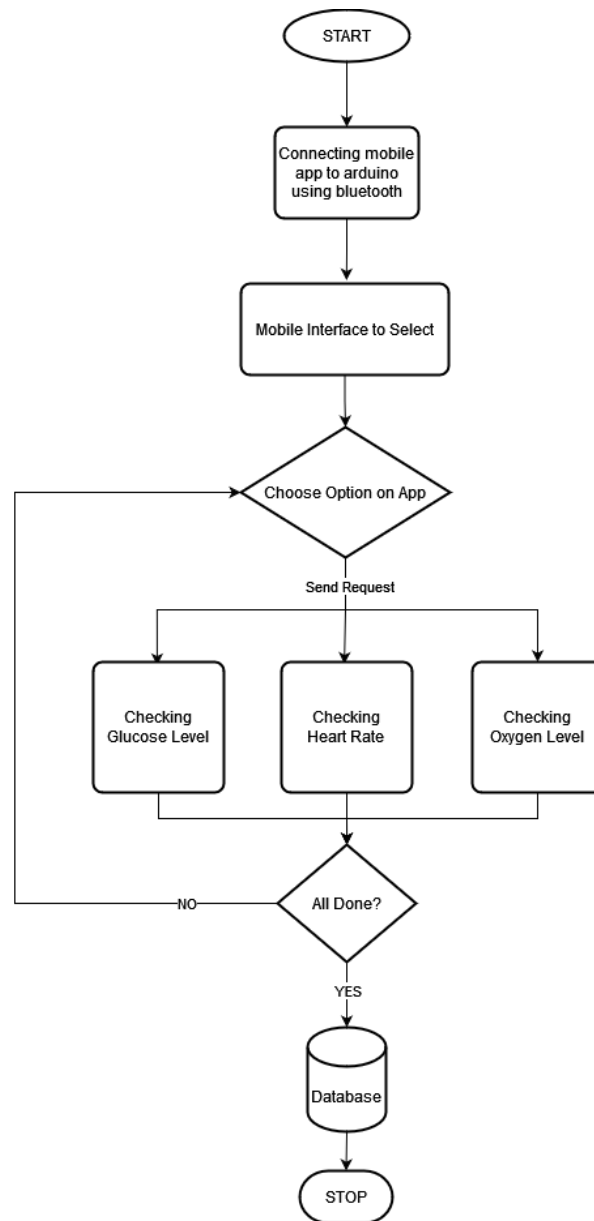 START
Connecting mobile
app to arduino
using bluetooth
Mobile Interface to Select
Choose Option on App
Send Request
Checking
Glucose Level
Checking
Heart Rate
Checking
Oxygen Level
All Done?
NO
YES
Database
STOP